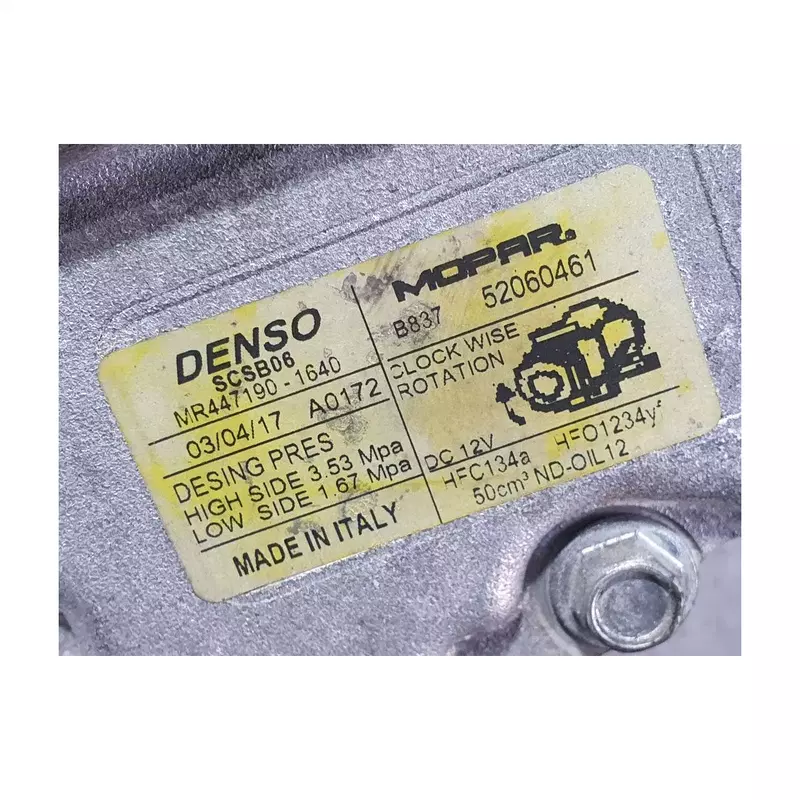 DENSO
SCSB06
MR447190-1640
03/04/17 A0172
DESING PRES
HIGH SIDE 3.53 Mpa
LOW SIDE 1.67 Mpa
MADE IN ITALY
MOPAR®
B837 52060461
CLOCK WISE
ROTATION
DC 12V
HFC134a HFO1234yf
50cm³ ND-OIL12